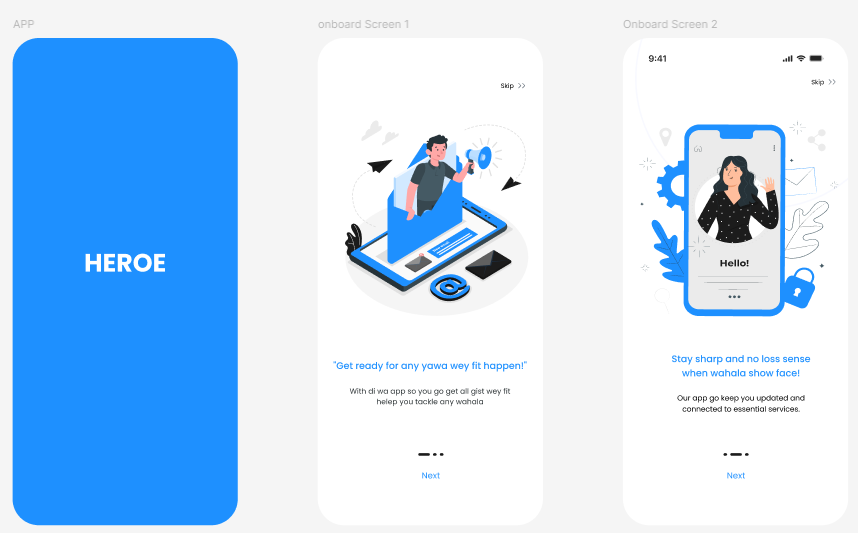 APP
HEROE
onboard Screen 1
Skip >>
"Get ready for any yawa wey fit happen!"
With di wa app so you go get all gist wey fit
helep you tackle any wahala
Next
Onboard Screen 2
9:41
Skip >>
Hello!
Stay sharp and no loss sense
when wahala show face!
Our app go keep you updated and
connected to essential services.
Next